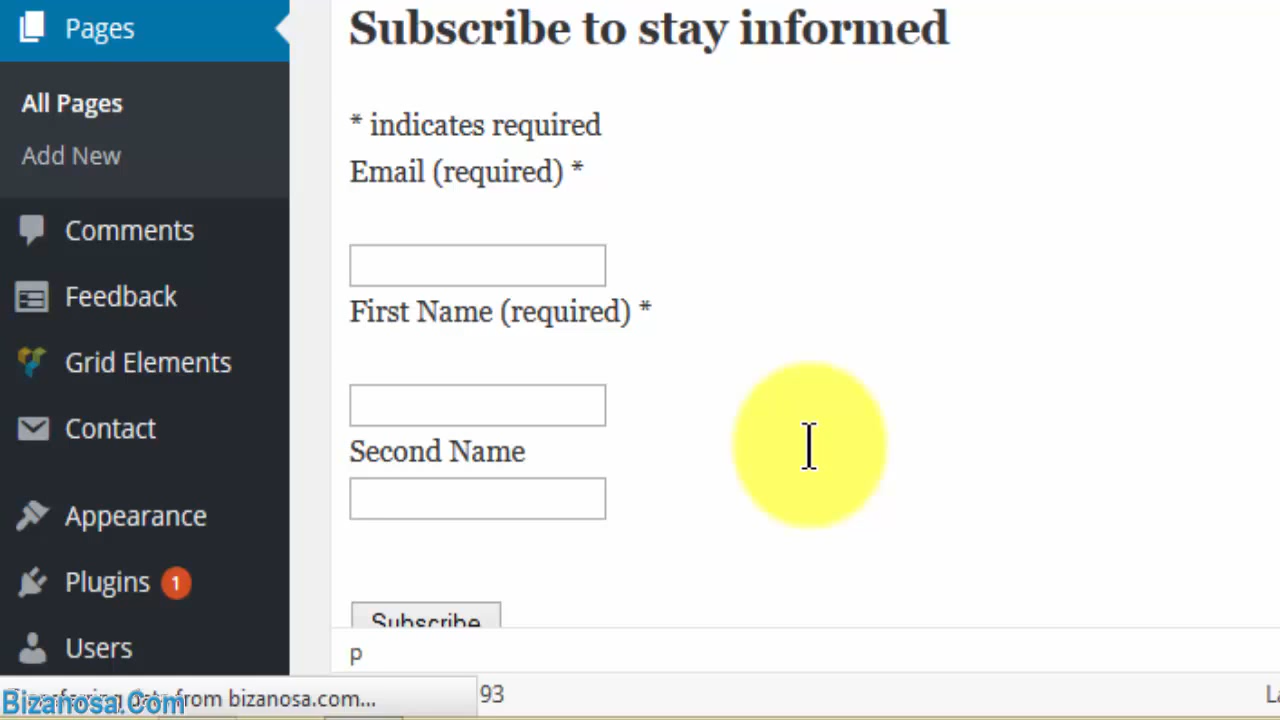 Pages
All Pages
Add New
Comments
Feedback
Grid Elements
Contact
Appearance
Plugins 1
Users
Subscribe to stay informed
* indicates required
Email (required) *
First Name (required) *
Second Name
Subscribe
p
from bizanosa.com...
Bizanosa.Com
93